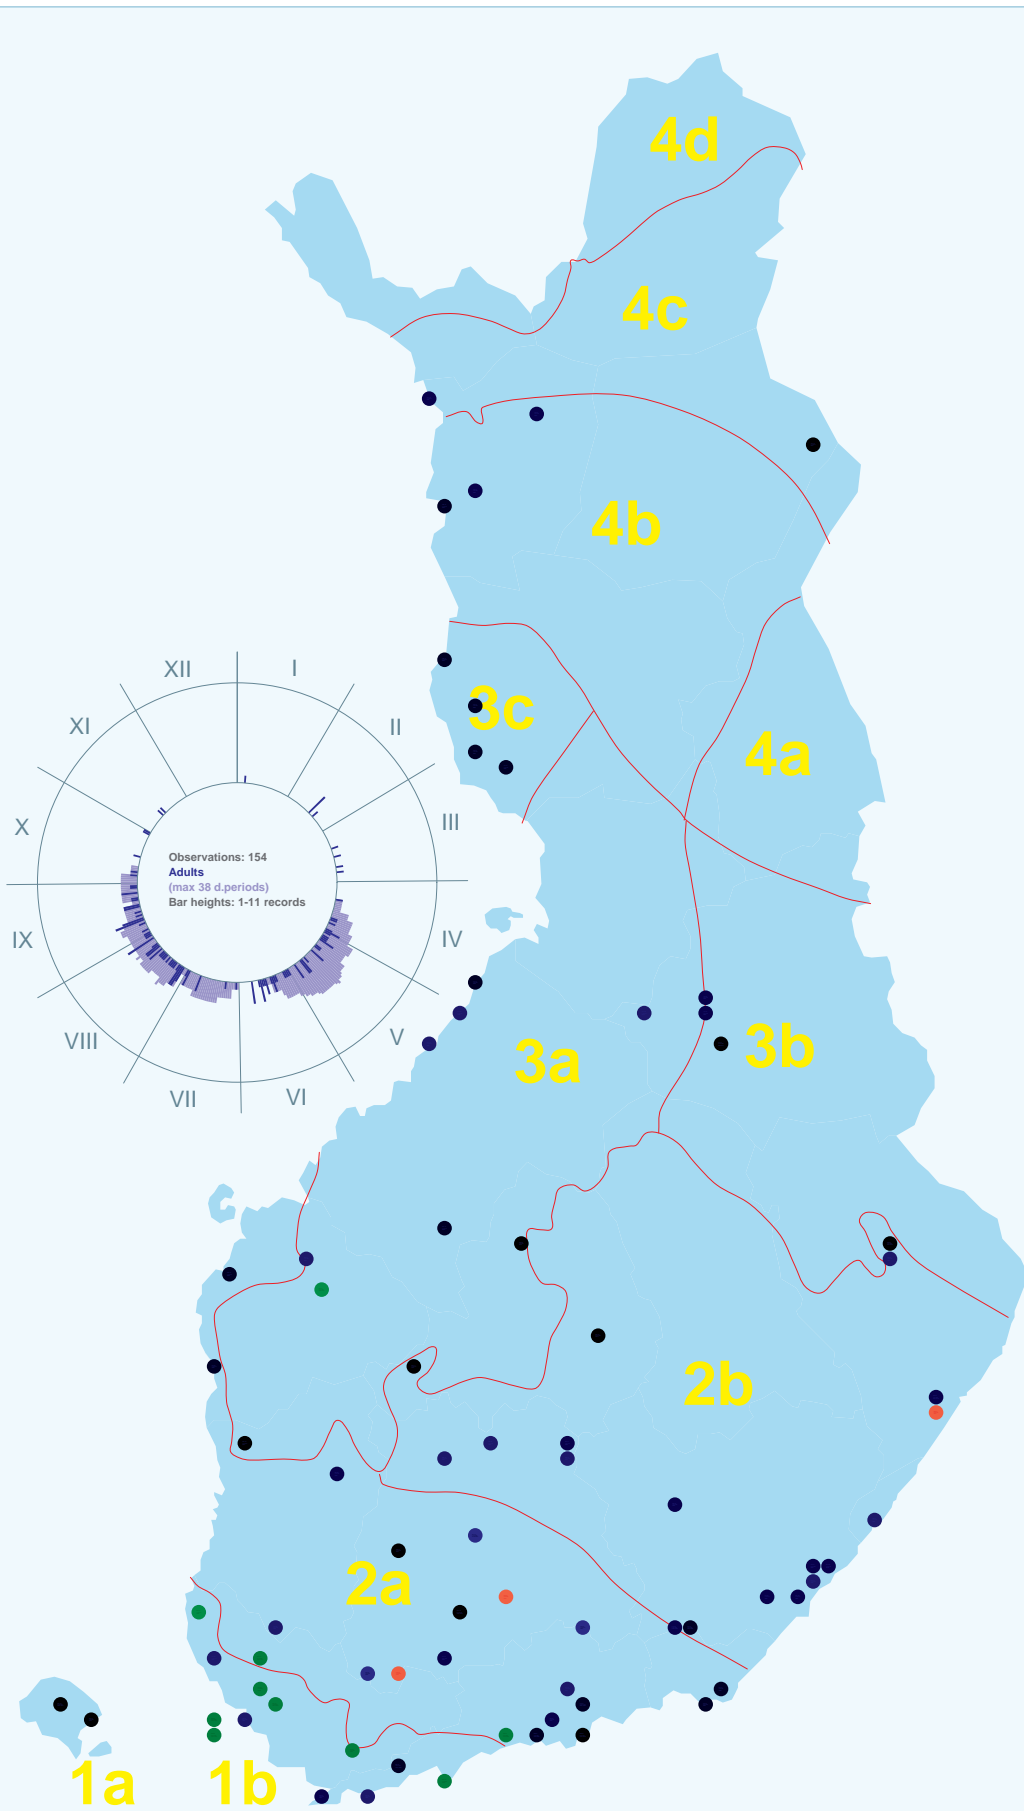 4d
4c
4b
3c
4a
XII
I
XI
II
X
III
Observations: 154
Adults
(max 38 d.periods)
Bar heights: 1-11 records
IX
IV
VIII
V
VII
VI
3a
3b
2b
2a
1a
1b